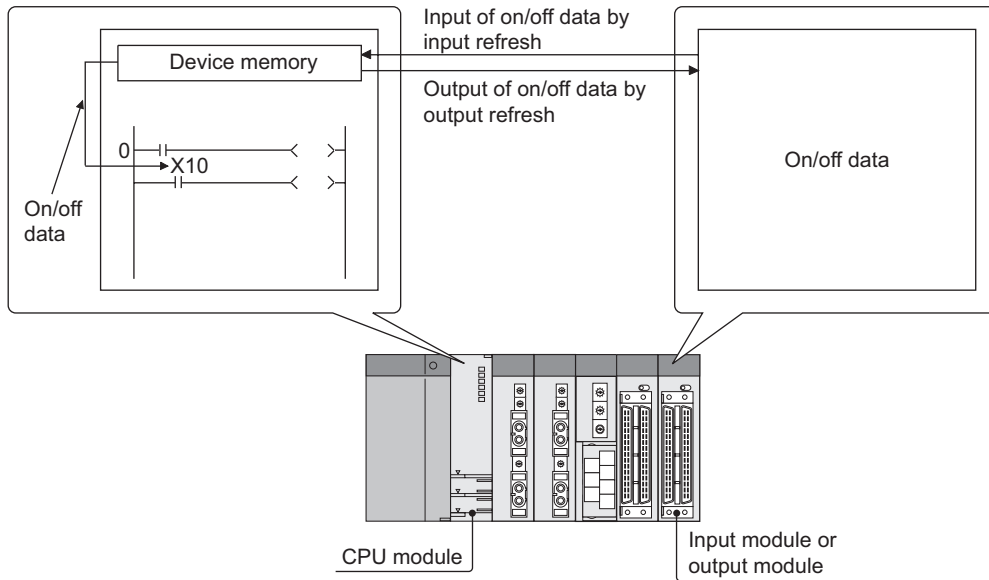 Input of on/off data by
input refresh
Device memory
Output of on/off data by
output refresh
0
X10
On/off data
On/off
data
CPU module
Input module or
output module